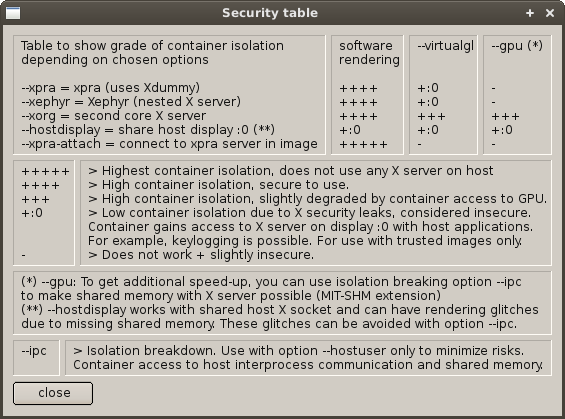 Security table
Table to show grade of container isolation
depending on chosen options
software
rendering
--virtualgl
--gpu (*)
--xpra = xpra (uses Xdummy) ++++ +:0 -
--xephyr = Xephyr (nested X server) ++++ +:0 -
--xorg = second core X server ++++ +++ +++
--hostdisplay = share host display :0 (**) +:0 +:0 +:0
--xpra-attach = connect to xpra server in image +++++ - -
+++++ > Highest container isolation, does not use any X server on host
++++ > High container isolation, secure to use.
+++ > High container isolation, slightly degraded by container access to GPU.
+:0 > Low container isolation due to X security leaks, considered insecure.
Container gains access to X server on display :0 with host applications.
For example, keylogging is possible. For use with trusted images only.
- > Does not work + slightly insecure.
(*) --gpu: To get additional speed-up, you can use isolation breaking option --ipc
to make shared memory with X server possible (MIT-SHM extension)
(**) --hostdisplay works with shared host X socket and can have rendering glitches
due to missing shared memory. These glitches can be avoided with option --ipc.
--ipc > Isolation breakdown. Use with option --hostuser only to minimize risks.
Container access to host interprocess communication and shared memory.
close